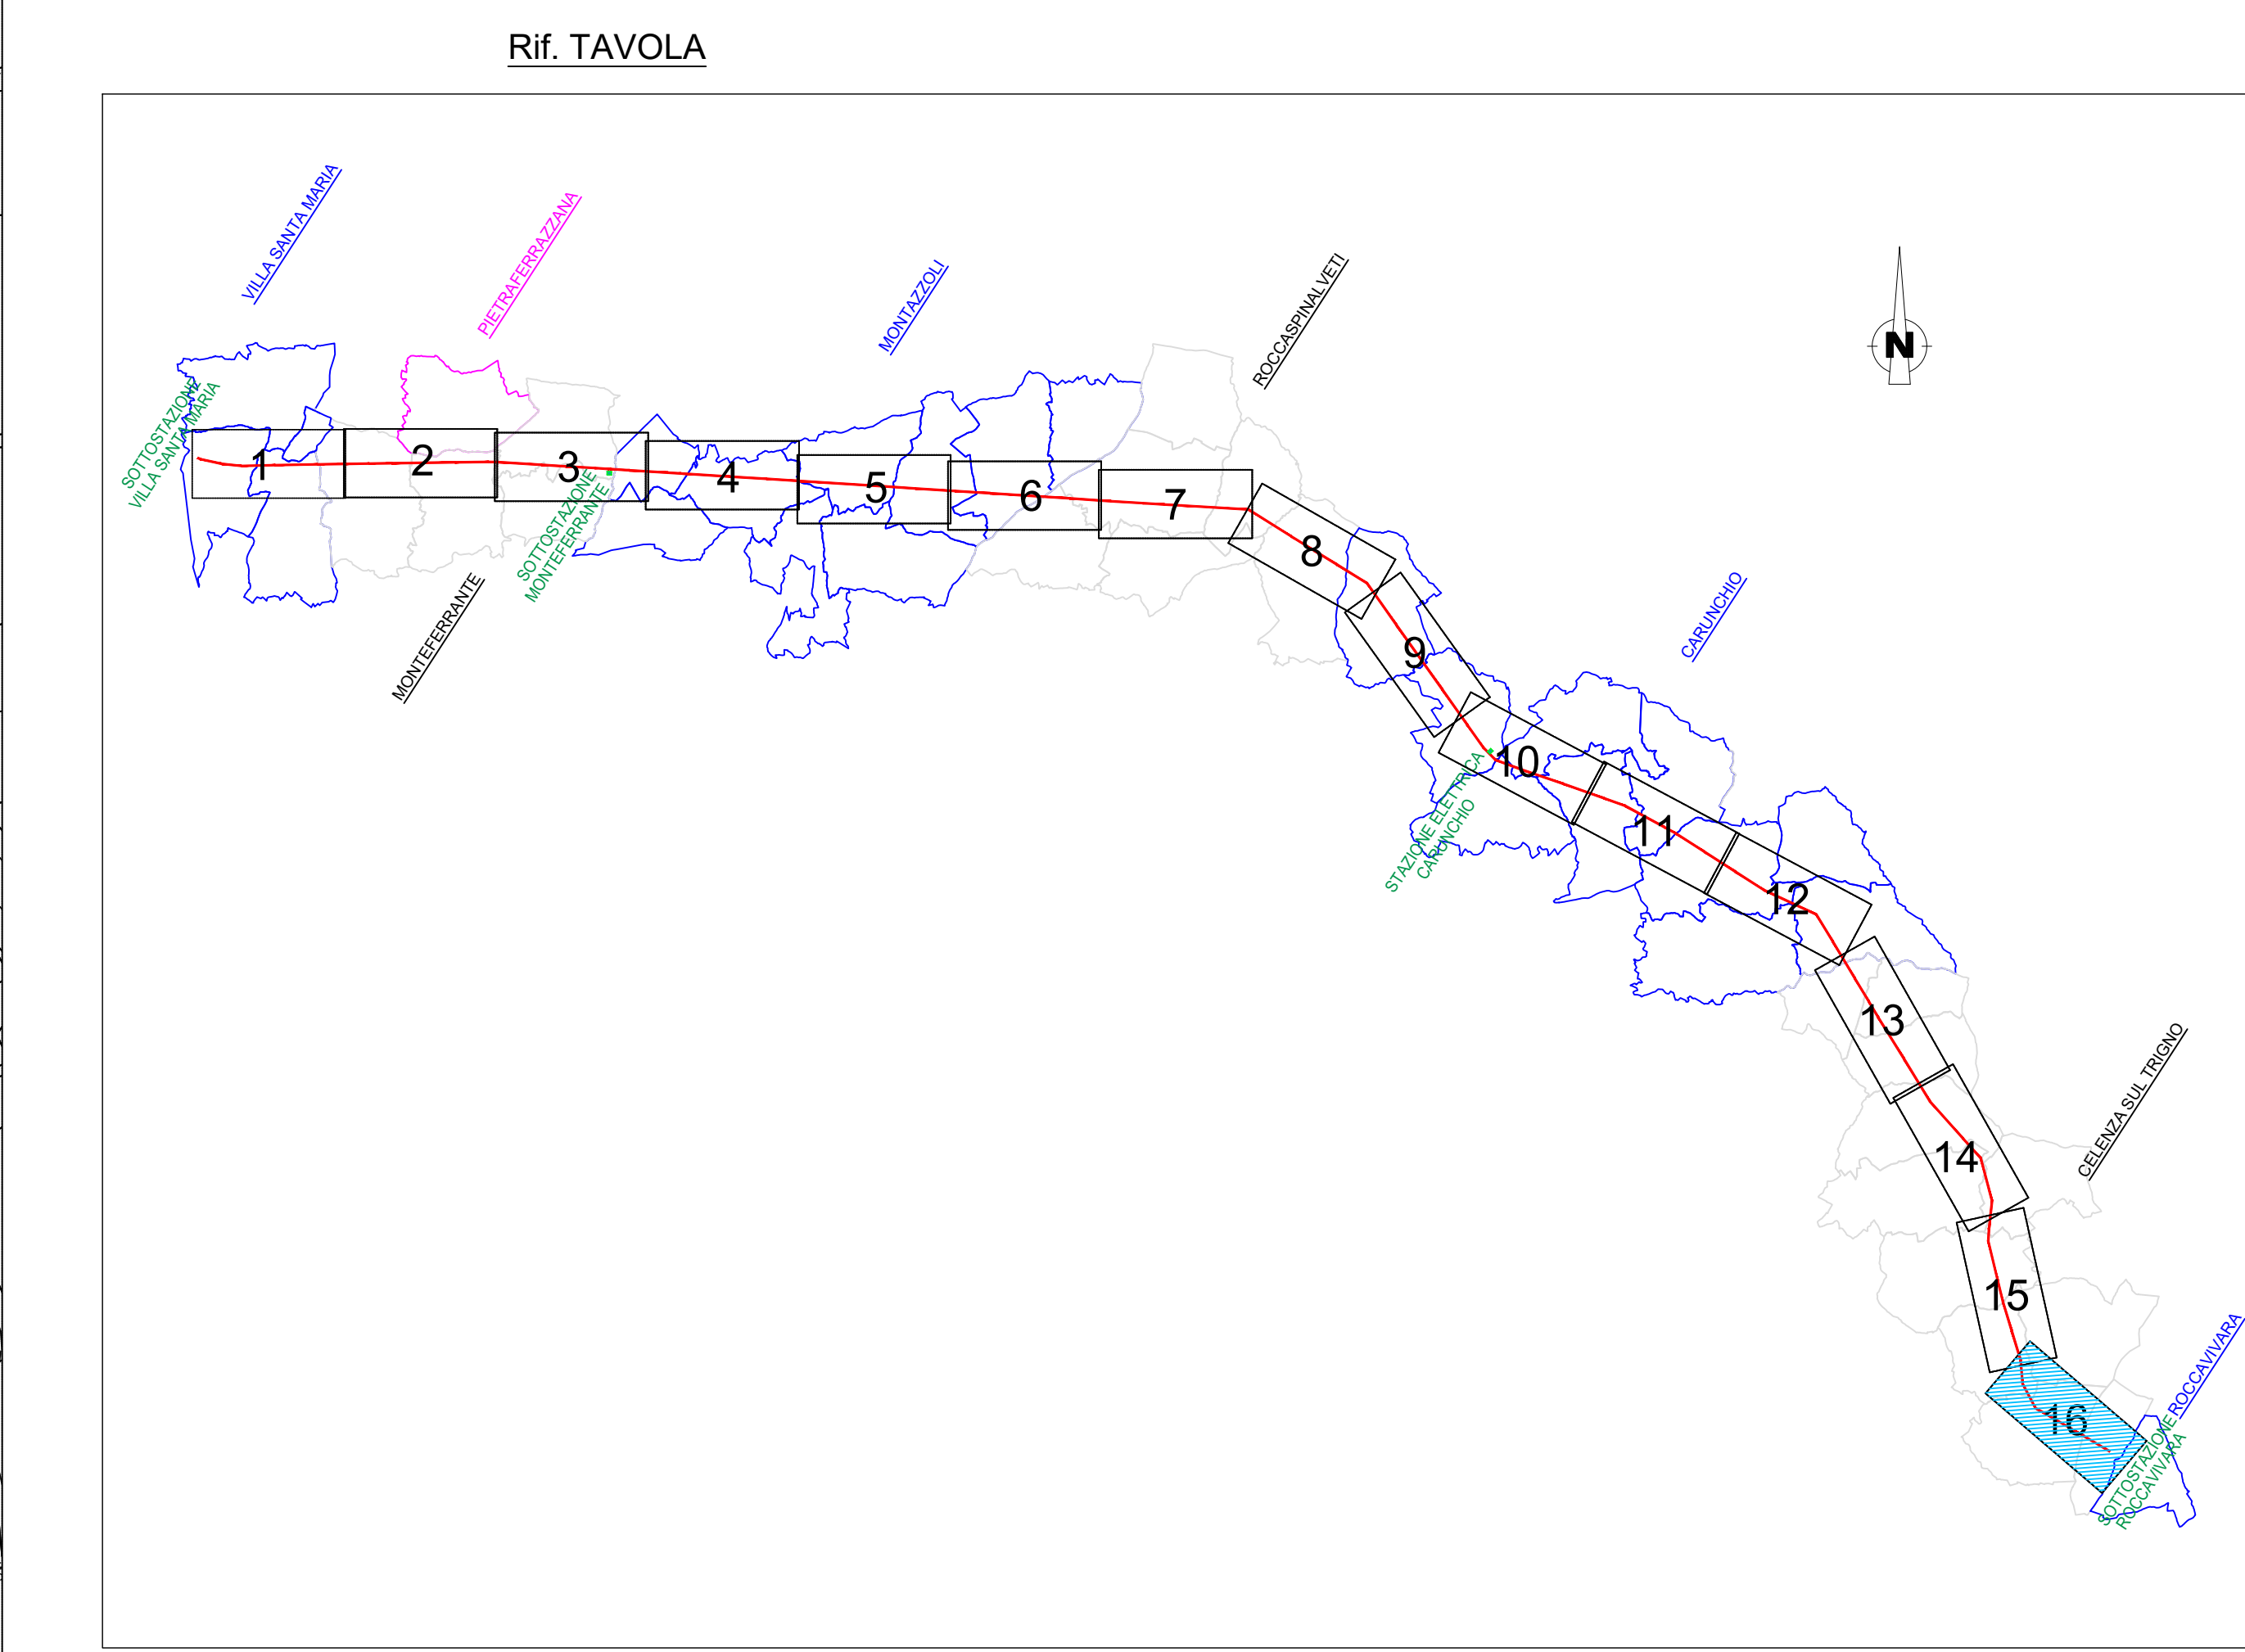 Rif. TAVOLA
VILLA SANTA MARIA
PIETRAFERRAZZANA
MONTAZZOLI
ROCCASPINALVETI
N
SOTTOSTAZIONE
VILLA SANTA MARIA
1
2
3
4
5
6
7
8
SOTTOSTAZIONE
MONTEFERRANTE
MONTEFERRANTE
CARUNCHIO
9
10
STAZIONE ELETTRICA
CARUNCHIO
11
12
13
CELENZA SUL TRIGNO
14
15
16
ROCCAVIVARA
SOTTOSTAZIONE
ROCCAVIVARA